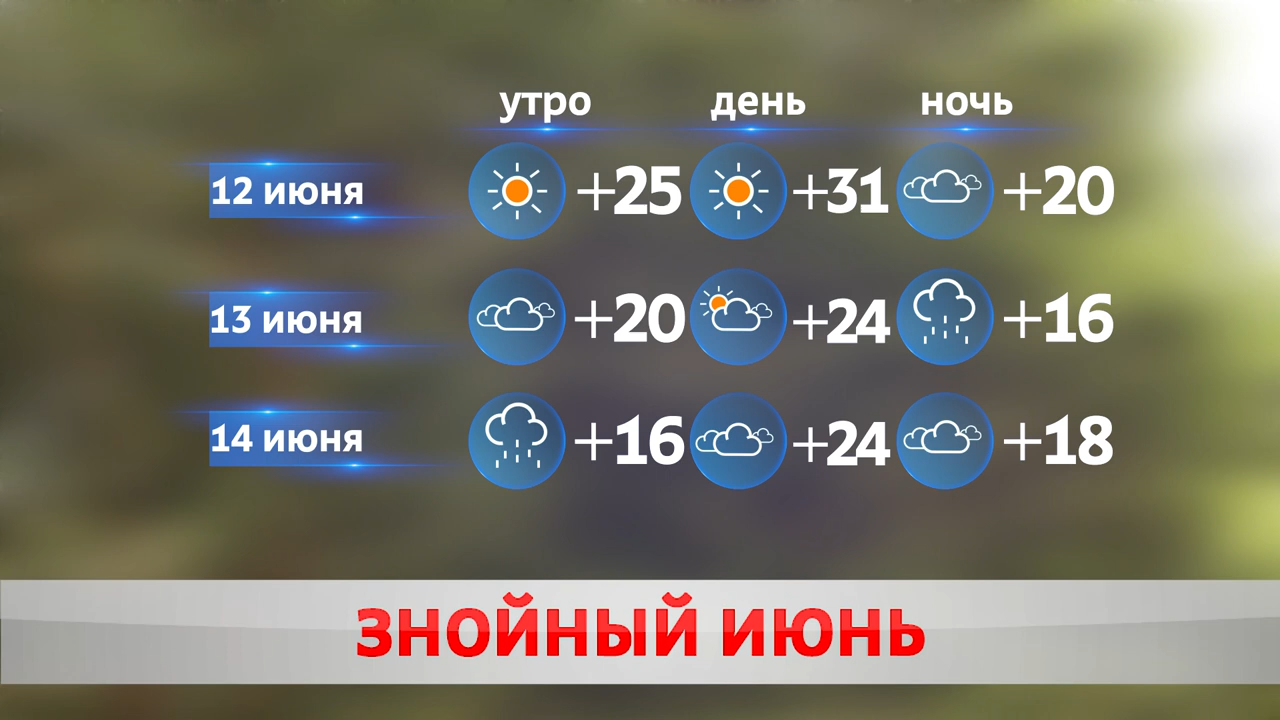 утро день ночь
12 июня +25 +31 +20
13 июня +20 +24 +16
14 июня +16 +24 +18
ЗНОЙНЫЙ ИЮНЬ